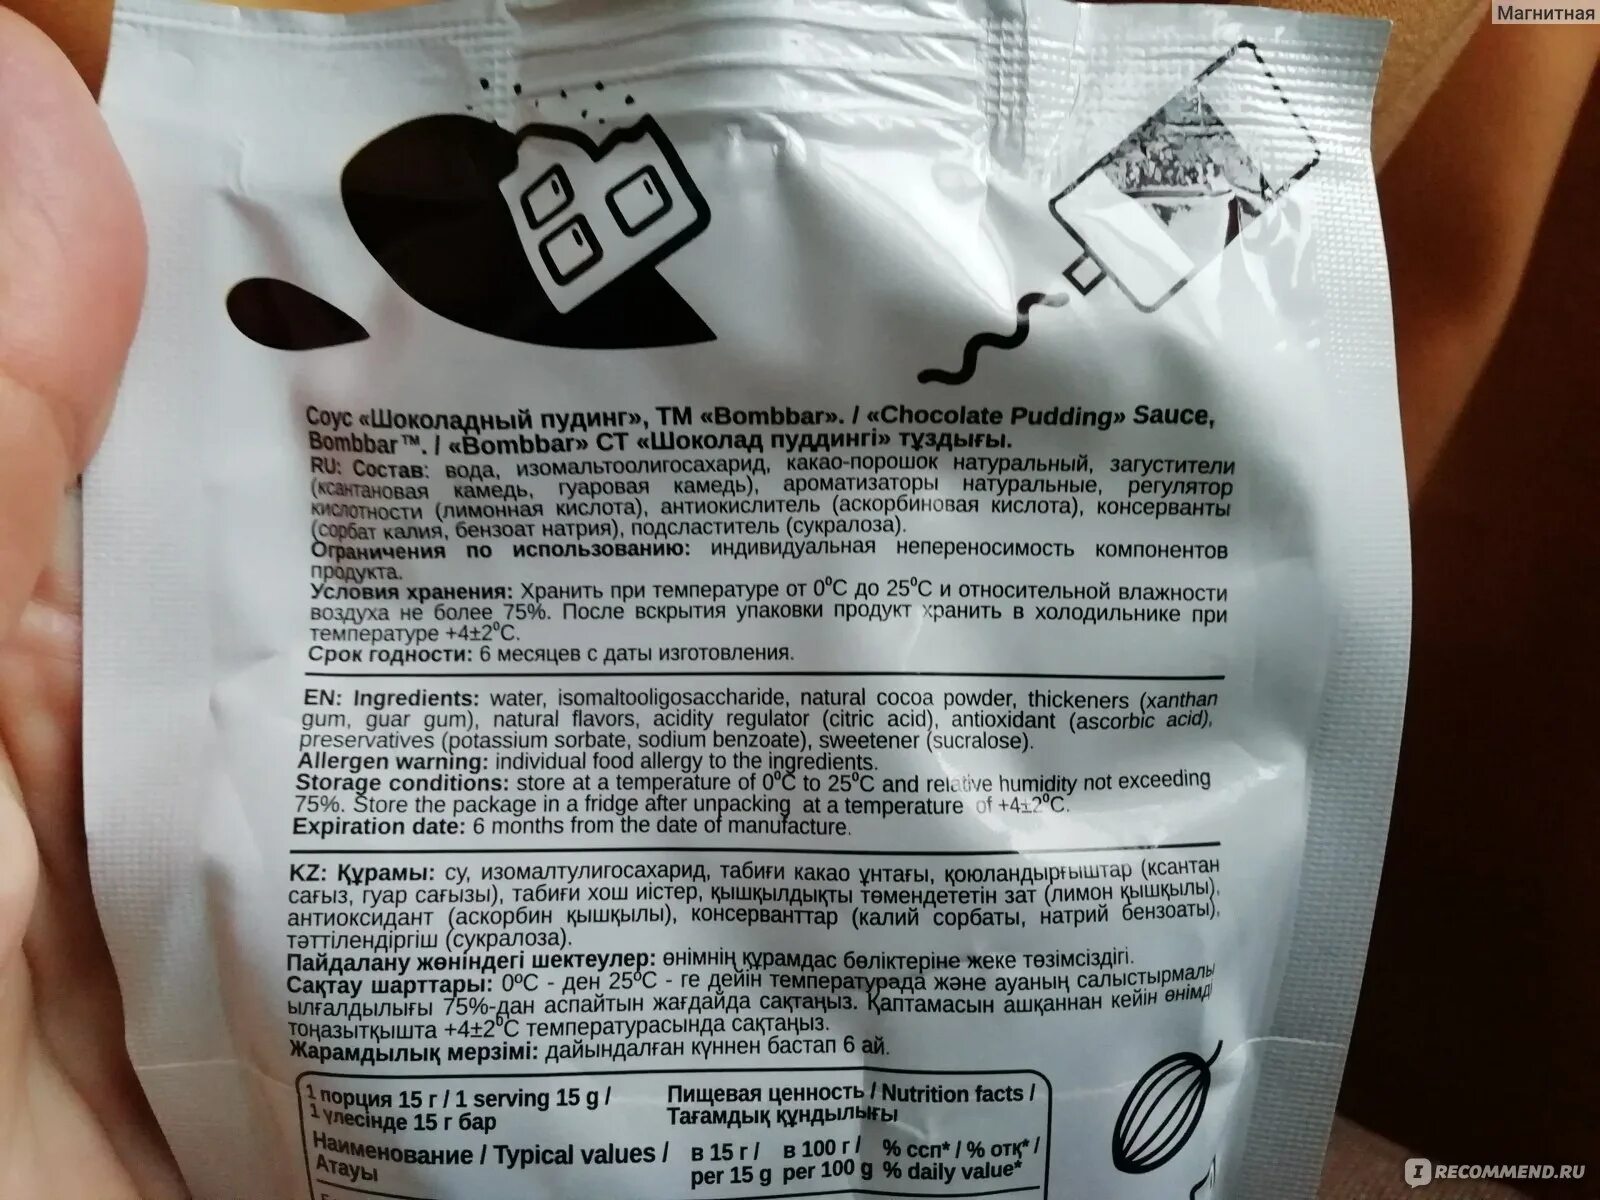 Магнитная
Соус «Шоколадный пудинг», ТМ «Bombbar». / «Chocolate Pudding» Sauce,
Bombbar™. / «Bombbar» СТ «Шоколад пуддингі» тұздығы.
RU: Состав: вода, изомальтоолигосахарид, какао-порошок натуральный, загустители
(ксантановая камедь, гуаровая камедь), ароматизаторы натуральные, регулятор
кислотности (лимонная кислота), антиокислитель (аскорбиновая кислота), консерванты
(сорбат калия, бензоат натрия), подсластитель (сукралоза).
Ограничения по использованию: индивидуальная непереносимость компонентов
продукта.
Условия хранения: Хранить при температуре от 0⁰С до 25⁰С и относительной влажности
воздуха не более 75%. После вскрытия упаковки продукт хранить в холодильнике при
температуре +4±2⁰С.
Срок годности: 6 месяцев с даты изготовления.
EN: Ingredients: water, isomaltooligosaccharide, natural cocoa powder, thickeners (xanthan
gum, guar gum), natural flavors, acidity regulator (citric acid), antioxidant (ascorbic acid),
preservatives (potassium sorbate, sodium benzoate), sweetener (sucralose).
Allergen warning: individual food allergy to the ingredients.
Storage conditions: store at a temperature of 0⁰C to 25⁰C and relative humidity not exceeding
75%. Store the package in a fridge after unpacking at a temperature of +4±2⁰C.
Expiration date: 6 months from the date of manufacture.
KZ: Құрамы: су, изомалтулигосахарид, табиғи какао ұнтағы, қоюландырғыштар (ксантан
сағыз, гуар сағызы), табиғи хош иістер, қышқылдықты төмендететін зат (лимон қышқылы),
антиоксидант (аскорбин қышқылы), консерванттар (калий сорбаты, натрий бензоаты),
тәттілендіргіш (сукралоза).
Пайдалану жөніндегі шектеулер: өнімнің құрамдас бөліктеріне жеке төзімсіздігі.
Сақтау шарттары: 0⁰С - ден 25⁰С - ге дейін температурада және ауаның салыстырмалы
ылғалдылығы 75%-дан аспайтын жағдайда сақтаңыз. Қаптамасын ашқаннан кейін өнімді
тоңазытқышта +4±2⁰С температурасында сақтаңыз.
Жарамдылық мерзімі: дайындалған күннен бастап 6 ай.
1 порция 15 г / 1 serving 15 g /
1 үлесінде 15 г бар
Пищевая ценность / Nutrition facts /
Тағамдық құндылығы
Наименование / Typical values /
Атауы
в 15 г /
per 15 g
в 100 г /
per 100 g
% ссп* / % отқ* /
% daily value*
IRECOMMEND.RU